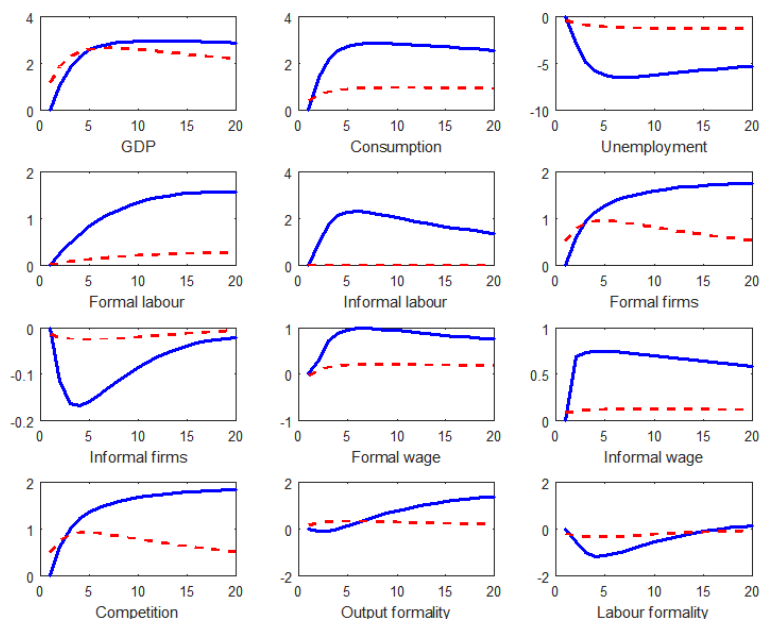 4
2
0
0 5 10 15 20
GDP
4
2
0
0 5 10 15 20
Consumption
0
-5
-10
0 5 10 15 20
Unemployment
2
1
0
0 5 10 15 20
Formal labour
4
2
0
0 5 10 15 20
Informal labour
2
1
0
0 5 10 15 20
Formal firms
0
-0.1
-0.2
0 5 10 15 20
Informal firms
1
0
-1
0 5 10 15 20
Formal wage
1
0.5
0
0 5 10 15 20
Informal wage
2
1
0
0 5 10 15 20
Competition
2
0
-2
0 5 10 15 20
Output formality
2
0
-2
0 5 10 15 20
Labour formality